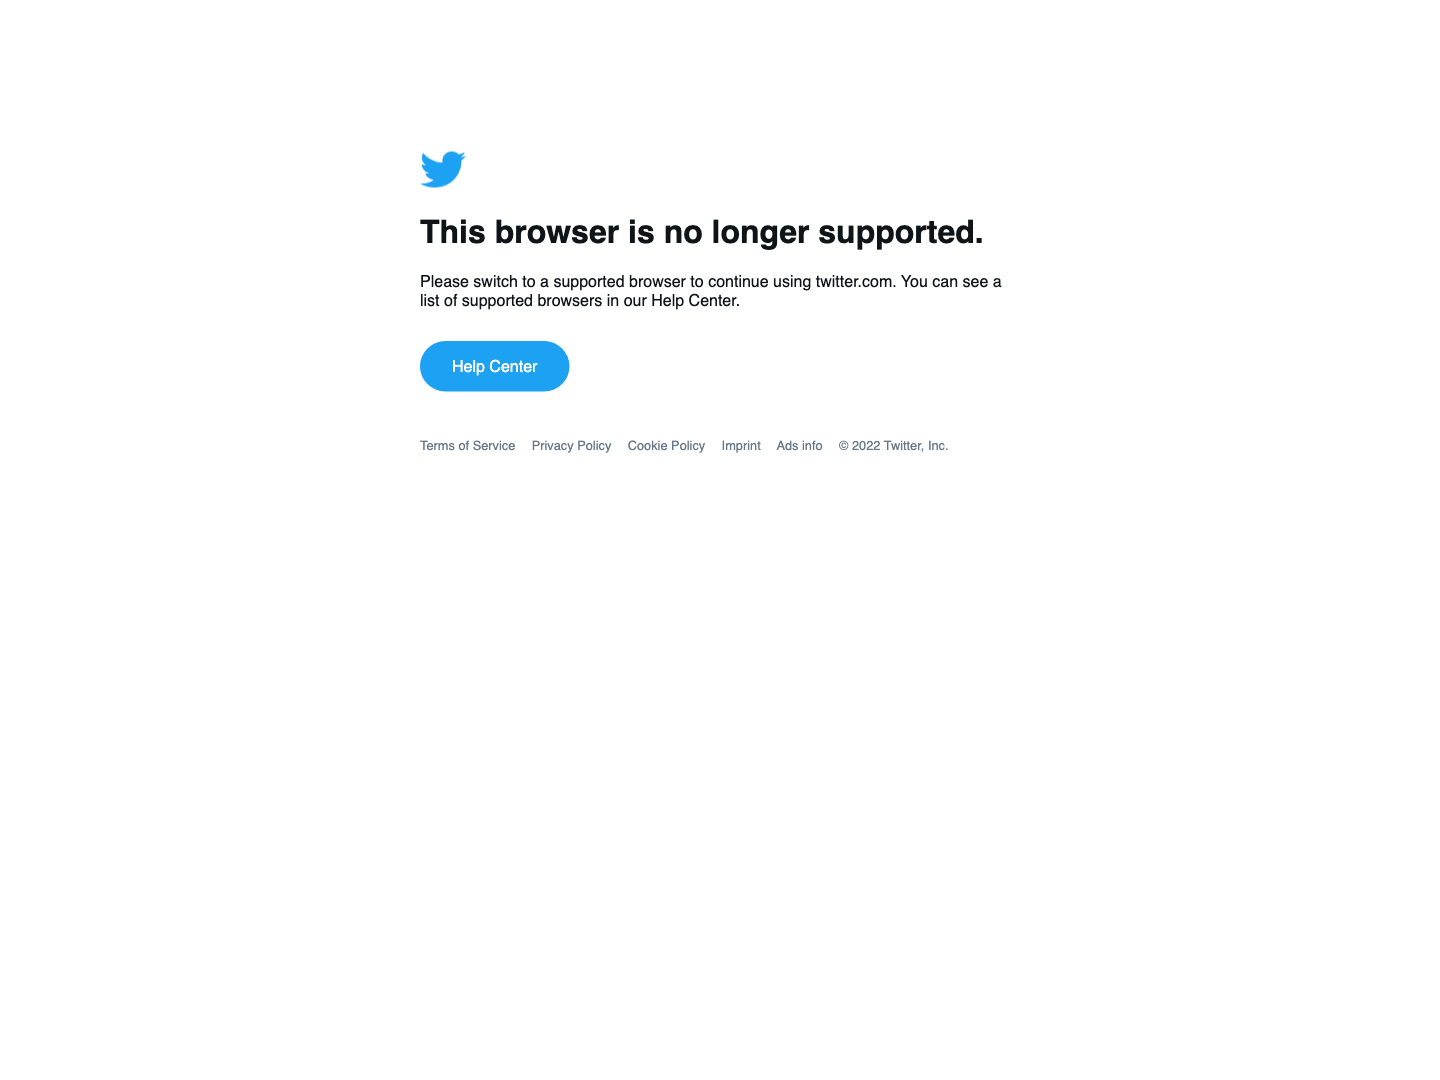 This browser is no longer supported.
Please switch to a supported browser to continue using twitter.com. You can see a
list of supported browsers in our Help Center.
Help Center
Terms of Service Privacy Policy Cookie Policy Imprint Ads info © 2022 Twitter, Inc.